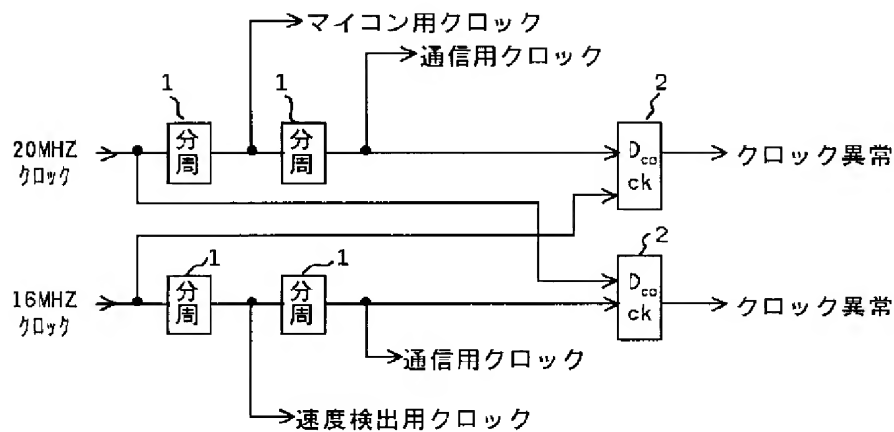 マイコン用クロック
通信用クロック
1
1
2
20MHZ
クロック
分周
分周
Dco
ck
クロック異常
1
1
2
16MHZ
クロック
分周
分周
Dco
ck
クロック異常
通信用クロック
速度検出用クロック